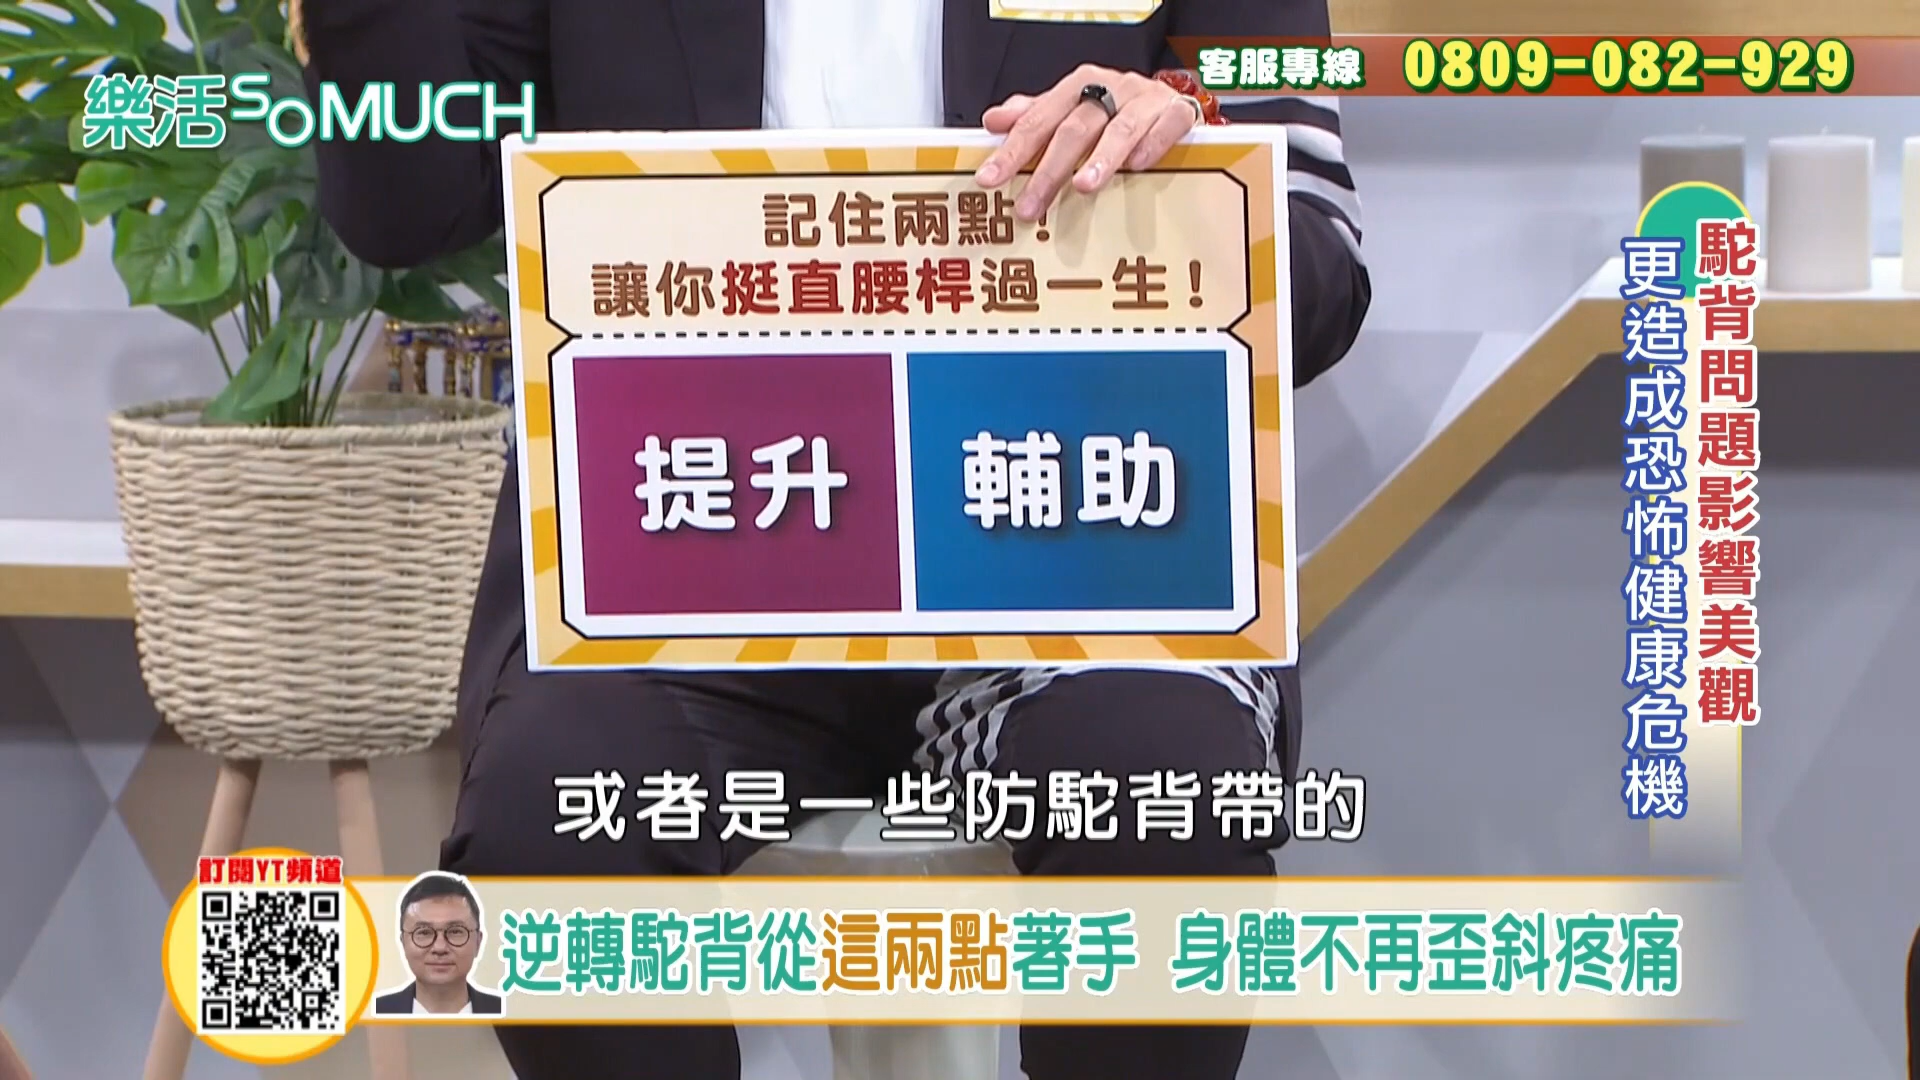 樂活SOMUCH
客服專線 0809-082-929
記住兩點!
讓你挺直腰桿過一生!
提升
輔助
駝背問題影響美觀
更造成恐怖健康危機
或者是一些防駝背帶的
訂閱YT頻道
逆轉駝背從這兩點著手 身體不再歪斜疼痛